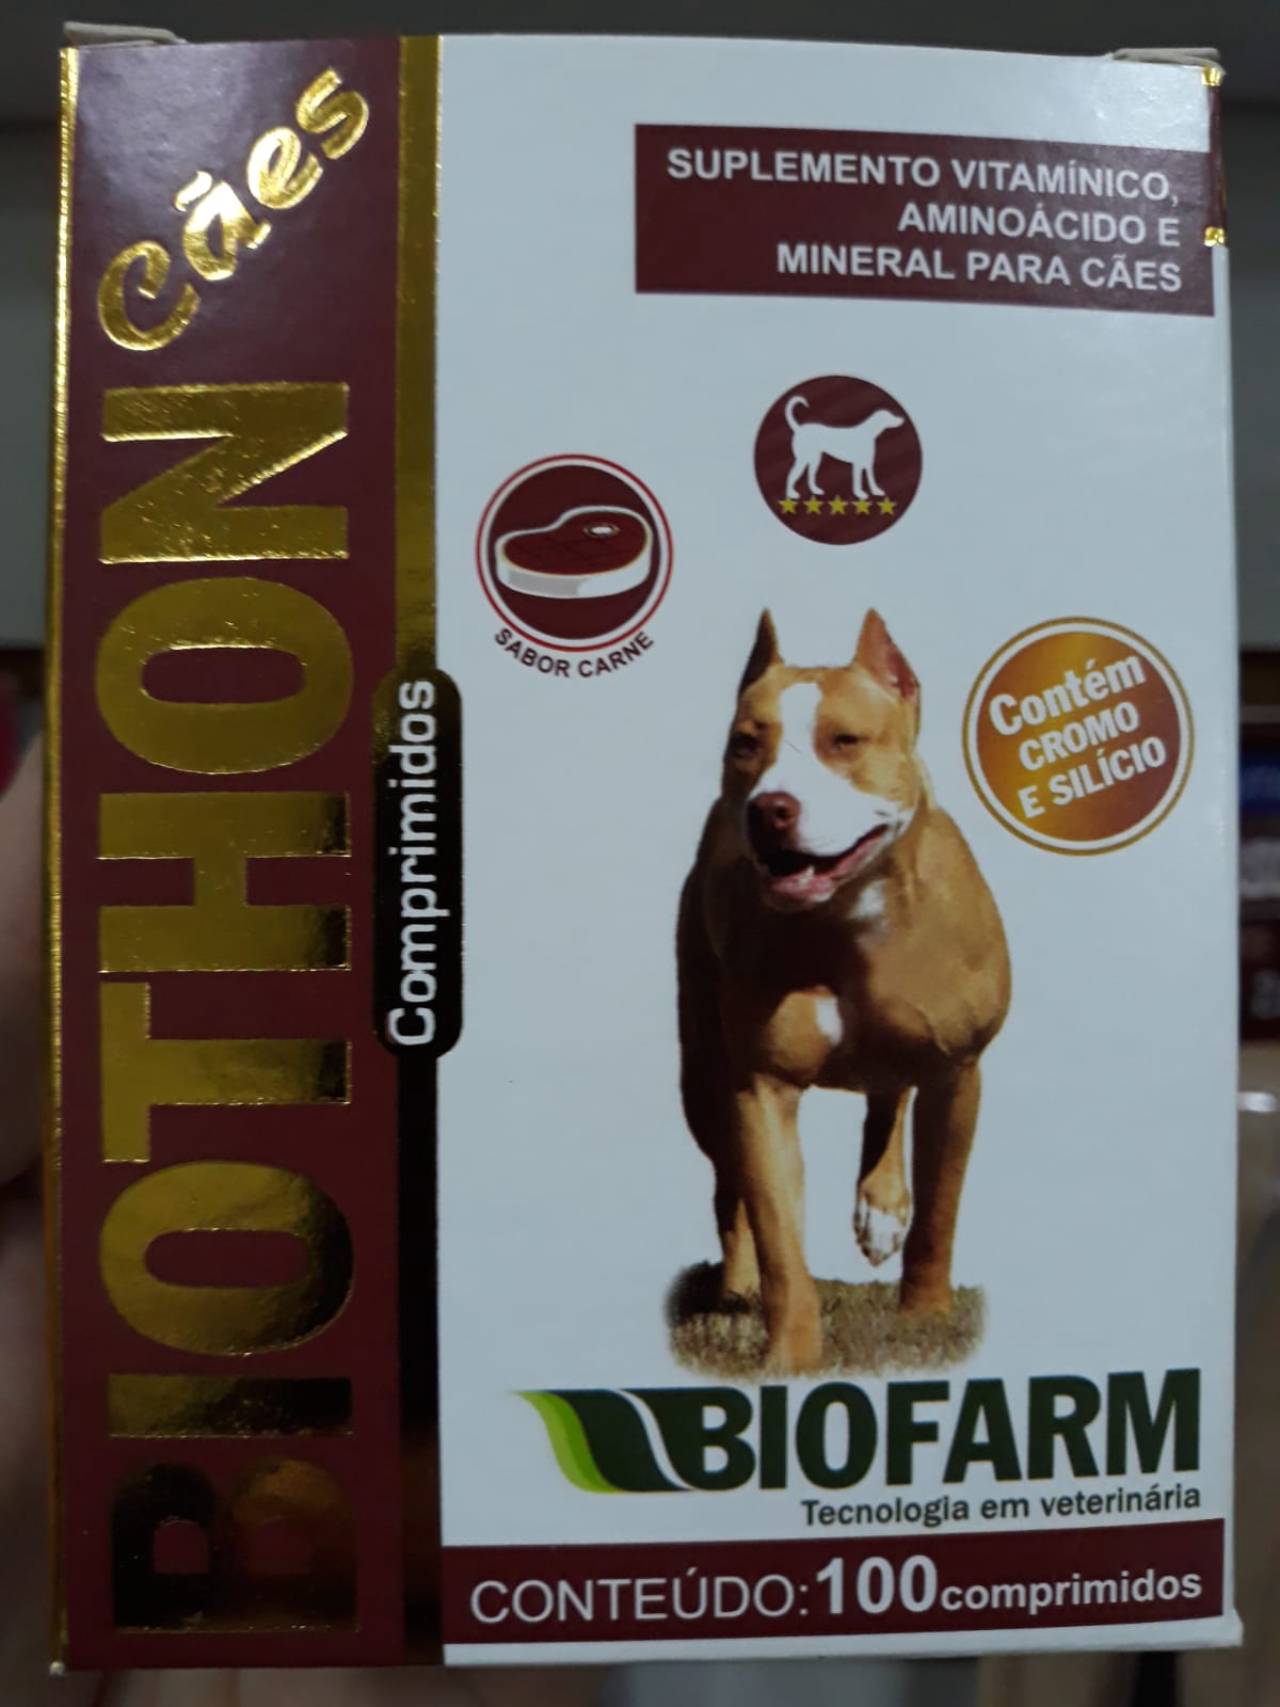 BIOTHON
Cães
Comprimidos
SUPLEMENTO VITAMÍNICO,
AMINOÁCIDO E
MINERAL PARA CÃES
SABOR CARNE
Contém
CROMO
E SILÍCIO
BIOFARM
Tecnologia em veterinária
CONTEÚDO: 100 comprimidos